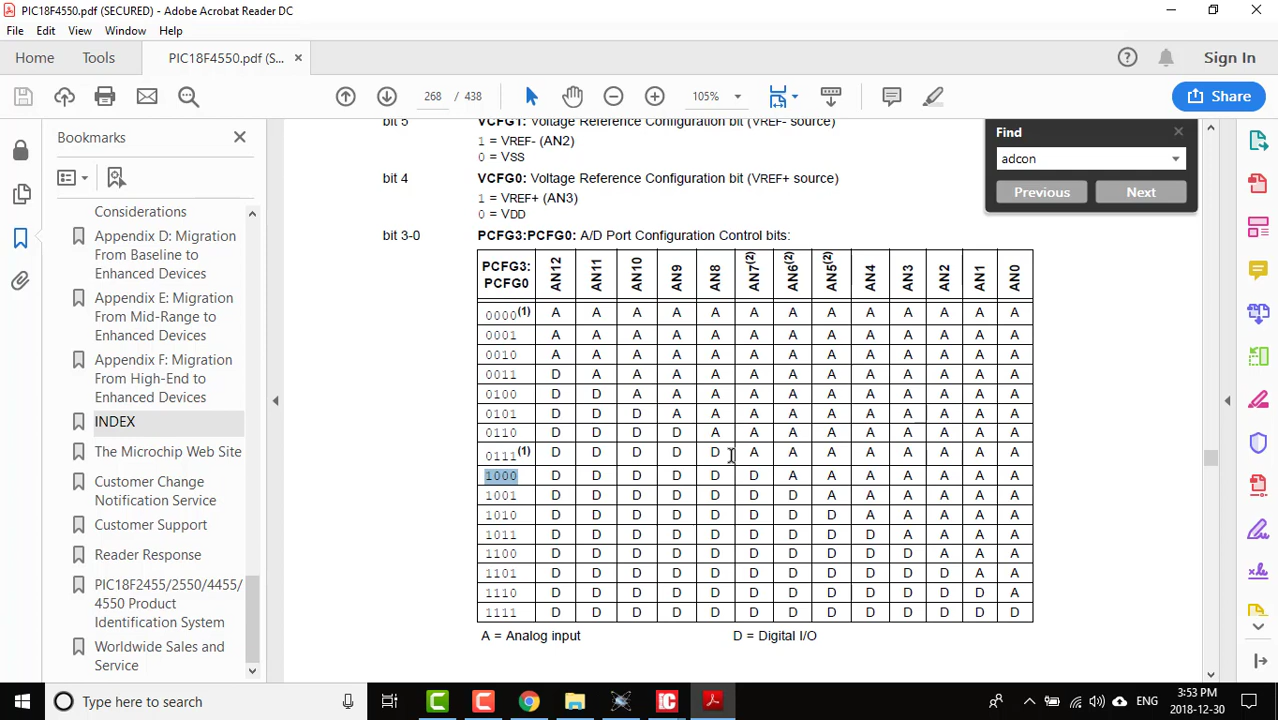 PIC18F4550.pdf (SECURED) - Adobe Acrobat Reader DC
File Edit View Window Help
Home Tools PIC18F4550.pdf (S... × Sign In
268 / 438 105% Share
Bookmarks
Considerations
Appendix D: Migration
From Baseline to
Enhanced Devices
Appendix E: Migration
From Mid-Range to
Enhanced Devices
Appendix F: Migration
From High-End to
Enhanced Devices
INDEX
The Microchip Web Site
Customer Change
Notification Service
Customer Support
Reader Response
PIC18F2455/2550/4455/
4550 Product
Identification System
Worldwide Sales and
Service
bit 5 VCFG1: Voltage Reference Configuration bit (VREF- source)
1 = VREF- (AN2)
0 = VSS
bit 4 VCFG0: Voltage Reference Configuration bit (VREF+ source)
1 = VREF+ (AN3)
0 = VDD
bit 3-0 PCFG3:PCFG0: A/D Port Configuration Control bits:
PCFG3: PCFG0 AN12 AN11 AN10 AN9 AN8 AN7(2) AN6(2) AN5(2) AN4 AN3 AN2 AN1 AN0
0000(1) A A A A A A A A A A A A A
0001 A A A A A A A A A A A A A
0010 A A A A A A A A A A A A A
0011 D A A A A A A A A A A A A
0100 D D A A A A A A A A A A A
0101 D D D A A A A A A A A A A
0110 D D D D A A A A A A A A A
0111(1) D D D D D A A A A A A A A
1000 D D D D D D A A A A A A A
1001 D D D D D D D A A A A A A
1010 D D D D D D D D A A A A A
1011 D D D D D D D D D A A A A
1100 D D D D D D D D D D A A A
1101 D D D D D D D D D D D A A
1110 D D D D D D D D D D D D A
1111 D D D D D D D D D D D D D
A = Analog input D = Digital I/O
Find
adcon
Previous Next
Type here to search
ENG
3:53 PM
2018-12-30